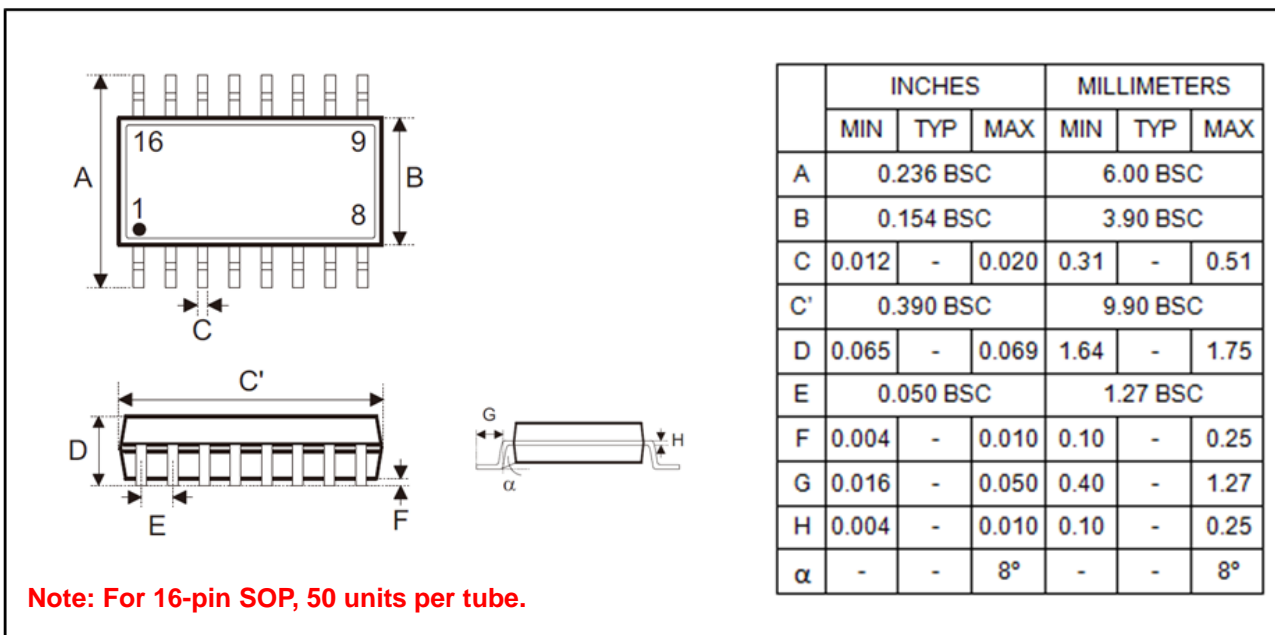 A
16 9
1 8
B
C
C'
D
E
F
G
H
α
Note: For 16-pin SOP, 50 units per tube.
INCHES MILLIMETERS
MIN TYP MAX MIN TYP MAX
A 0.236 BSC 6.00 BSC
B 0.154 BSC 3.90 BSC
C 0.012 - 0.020 0.31 - 0.51
C’ 0.390 BSC 9.90 BSC
D 0.065 - 0.069 1.64 - 1.75
E 0.050 BSC 1.27 BSC
F 0.004 - 0.010 0.10 - 0.25
G 0.016 - 0.050 0.40 - 1.27
H 0.004 - 0.010 0.10 - 0.25
α - - 8° - - 8°